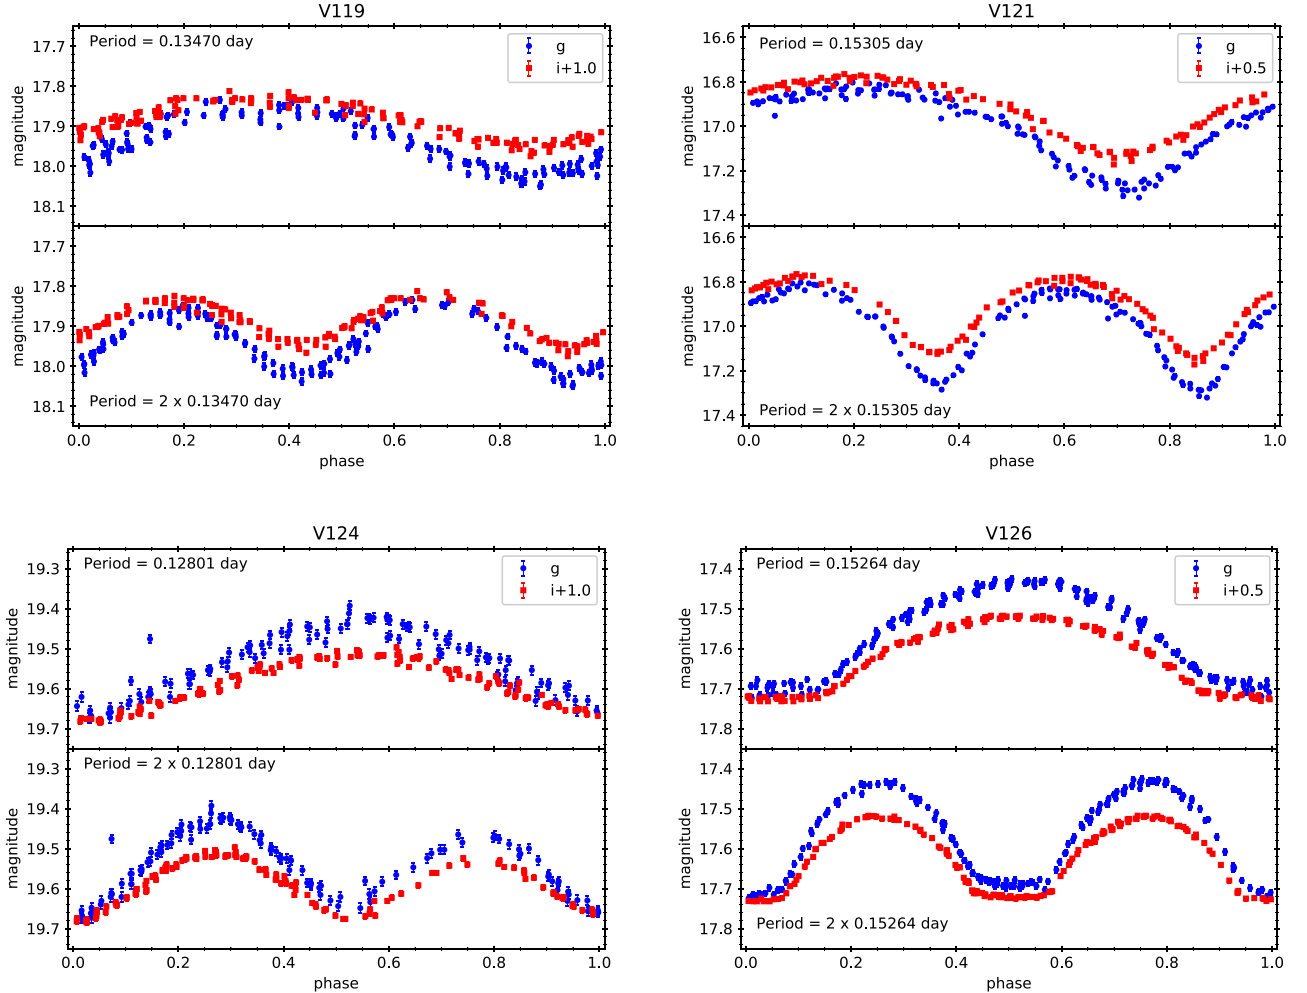 V119
17.7
17.8
17.9
18.0
18.1
magnitude
Period = 0.13470 day
g
i+1.0
17.7
17.8
17.9
18.0
18.1
magnitude
Period = 2 x 0.13470 day
0.0 0.2 0.4 0.6 0.8 1.0
phase
V121
16.6
16.8
17.0
17.2
17.4
magnitude
Period = 0.15305 day
g
i+0.5
16.6
16.8
17.0
17.2
17.4
magnitude
Period = 2 x 0.15305 day
0.0 0.2 0.4 0.6 0.8 1.0
phase
V124
19.3
19.4
19.5
19.6
19.7
magnitude
Period = 0.12801 day
g
i+1.0
19.3
19.4
19.5
19.6
19.7
magnitude
Period = 2 x 0.12801 day
0.0 0.2 0.4 0.6 0.8 1.0
phase
V126
17.4
17.5
17.6
17.7
17.8
magnitude
Period = 0.15264 day
g
i+0.5
17.4
17.5
17.6
17.7
17.8
magnitude
Period = 2 x 0.15264 day
0.0 0.2 0.4 0.6 0.8 1.0
phase